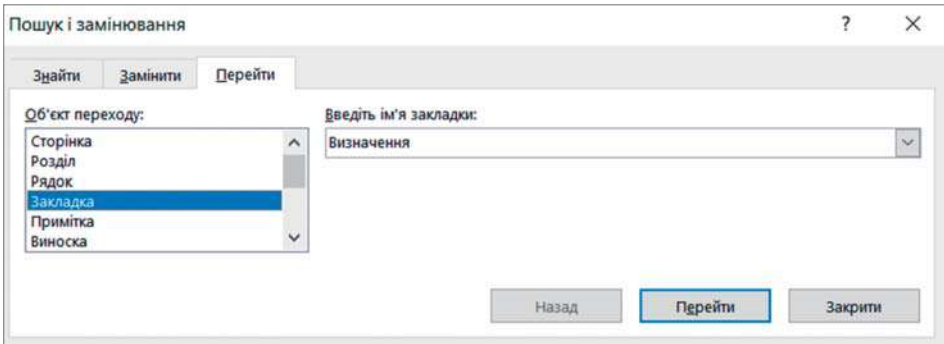 Пошук і замінювання
?
Знайти
Замінити
Перейти
Об'єкт переходу:
Введіть ім'я закладки:
Сторінка
Розділ
Рядок
Закладка
Примітка
Виноска
Визначення
Назад
Перейти
Закрити